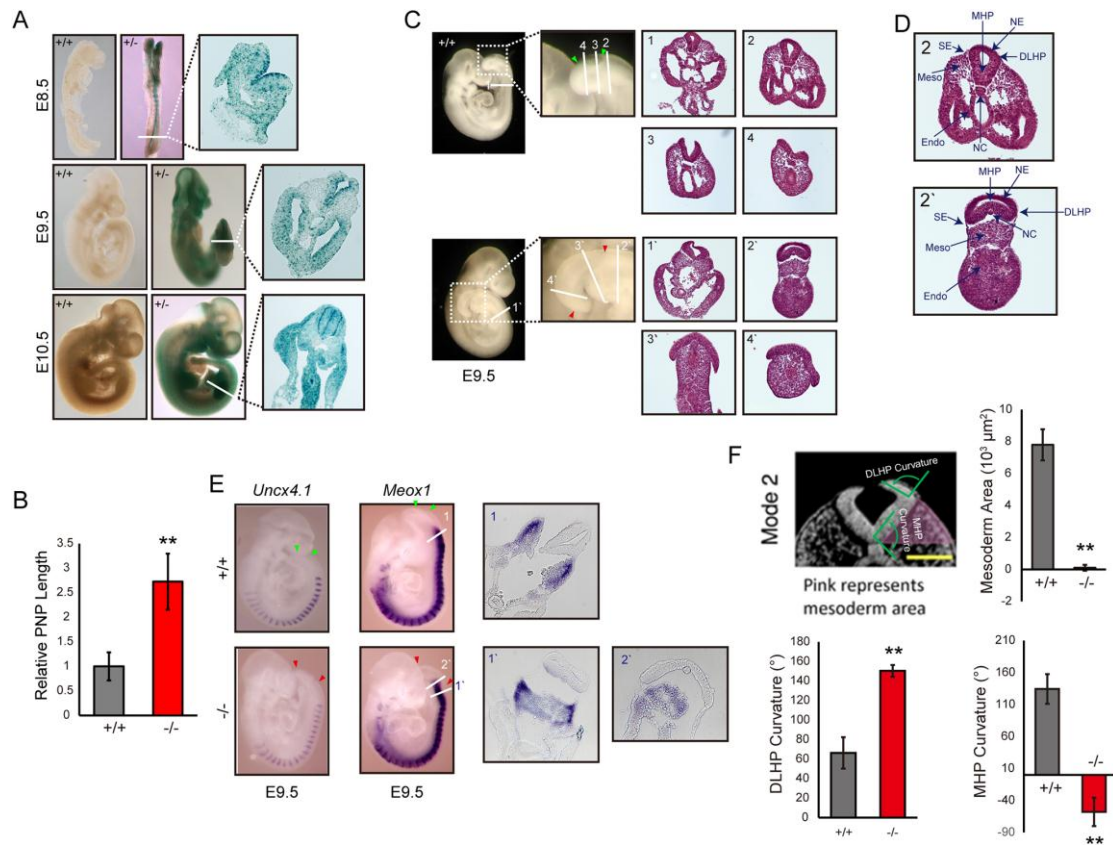 A
+/+
+/-
E8.5
+/+
+/-
E9.5
+/+
+/-
E10.5
B
Relative PNP Length
3.5
3
2.5
2
1.5
1
0.5
0
**
+/+
-/-
C
+/+
1
4 3 2
1
2
3
4
1`
3`
2`
4`
1`
2`
3`
4`
E9.5
D
2
MHP
NE
SE
DLHP
Meso
Endo
NC
2`
MHP
NE
SE
DLHP
NC
Meso
Endo
E
Uncx4.1
Meox1
+/+
1
1
-/-
2`
1`
1`
2`
E9.5
E9.5
F
Mode 2
DLHP Curvature
MHP
Curvature
Pink represents
mesoderm area
Mesoderm Area (10³ µm²)
10
8
6
4
2
0
-2
**
+/+
-/-
DLHP Curvature (°)
180
160
140
120
100
80
60
40
20
0
**
+/+
-/-
MHP Curvature (°)
210
160
110
60
10
-40
-90
-/-
+/+
**